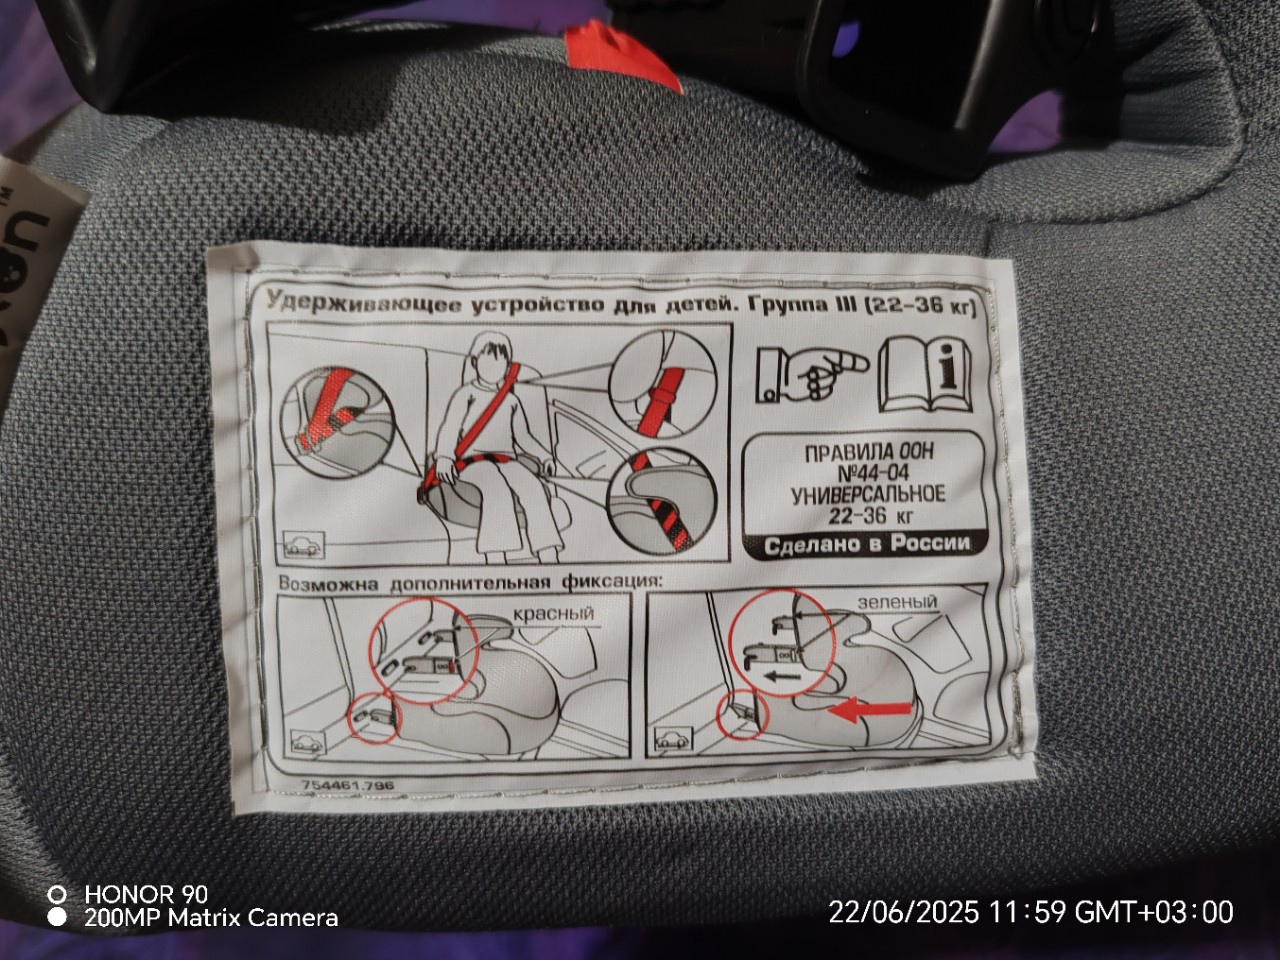 Удерживающее устройство для детей. Группа III (22-36 кг)
i
ПРАВИЛА ООН
№44-04
УНИВЕРСАЛЬНОЕ
22-36 кг
Сделано в России
Возможна дополнительная фиксация:
красный
зеленый
754461.796
TM
HONOR 90
200MP Matrix Camera
22/06/2025 11:59 GMT+03:00